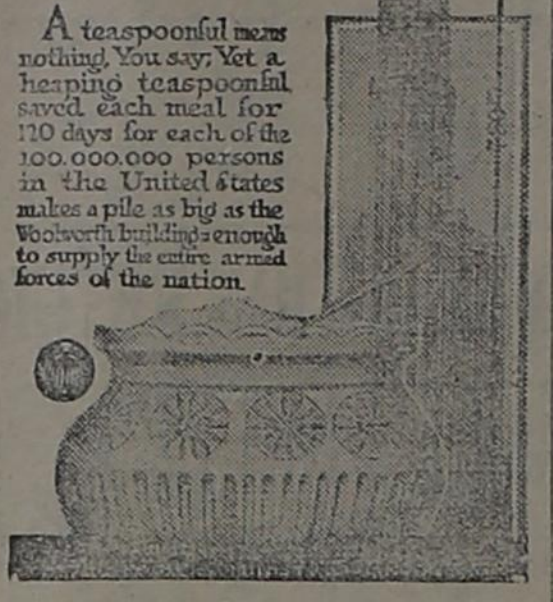 A teaspoonful means
nothing, You say; Yet a
heaping teaspoonful
saved each meal for
120 days for each of the
100.000.000 persons
in the United States
makes a pile as big as the
Woolworth building = enough
to supply the entire armed
forces of the nation.